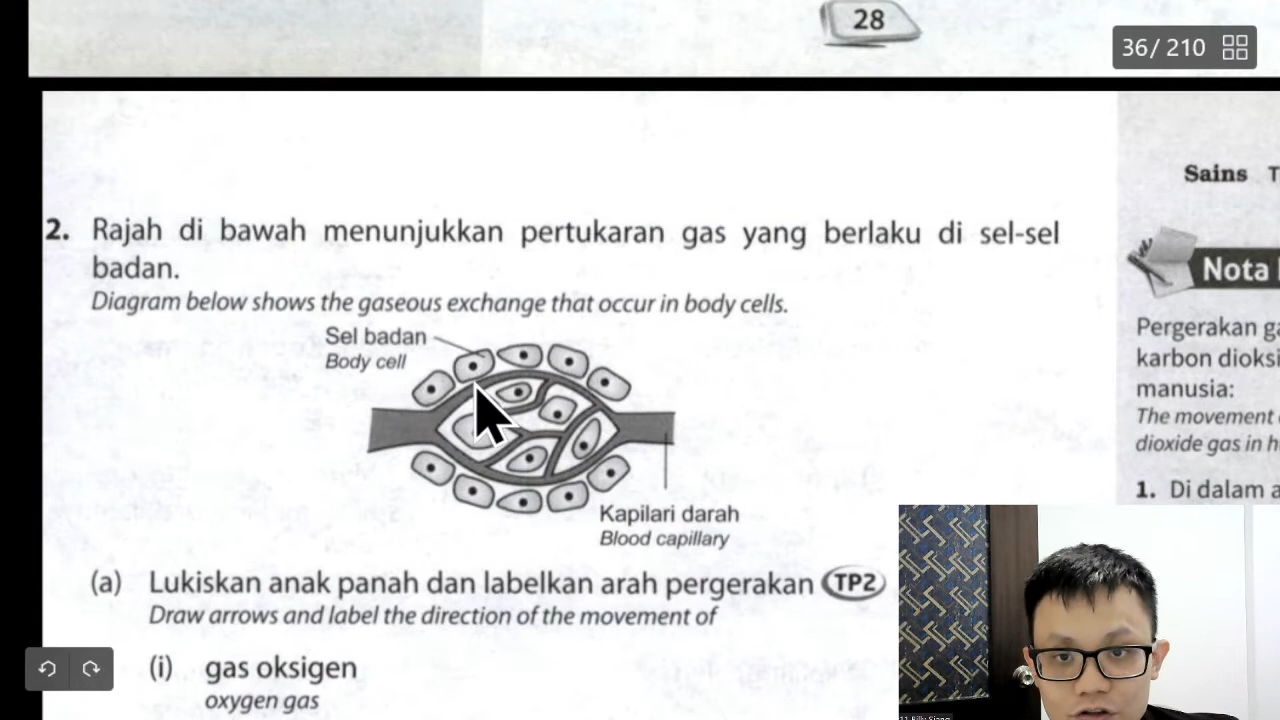 28
36/ 210
Sains
2. Rajah di bawah menunjukkan pertukaran gas yang berlaku di sel-sel
badan.
Diagram below shows the gaseous exchange that occur in body cells.
Nota
Sel badan
Body cell
Pergerakan
karbon
manusia:
The movement
dioxide gas in
1. Di dalam
Kapilari darah
Blood capillary
(a) Lukiskan anak panah dan labelkan arah pergerakan TP2
Draw arrows and label the direction of the movement of
(i) gas oksigen
oxygen gas